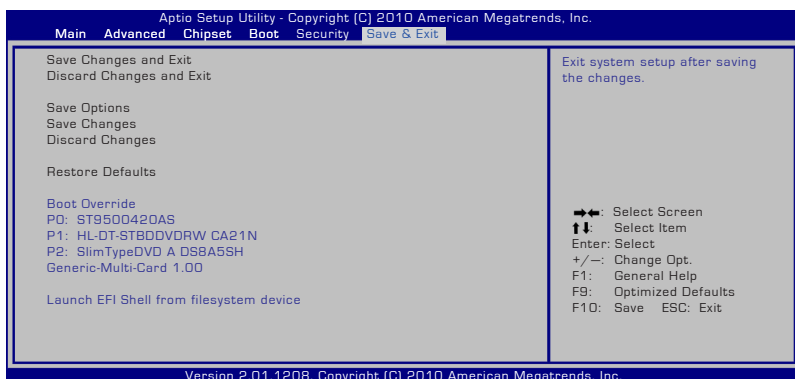 Aptio Setup Utility - Copyright (C) 2010 American Megatrends, Inc.
Main Advanced Chipset Boot Security Save & Exit
Save Changes and Exit
Discard Changes and Exit
Save Options
Save Changes
Discard Changes
Restore Defaults
Boot Override
P0: ST9500420AS
P1: HL-DT-STBDDVDRW CA21N
P2: SlimTypeDVD A DS8A5SH
Generic-Multi-Card 1.00
Launch EFI Shell from filesystem device
Exit system setup after saving
the changes.
→←: Select Screen
↑↓: Select Item
Enter: Select
+/—: Change Opt.
F1: General Help
F9: Optimized Defaults
F10: Save ESC: Exit
Version 2.01.1208. Copyright (C) 2010 American Megatrends, Inc.